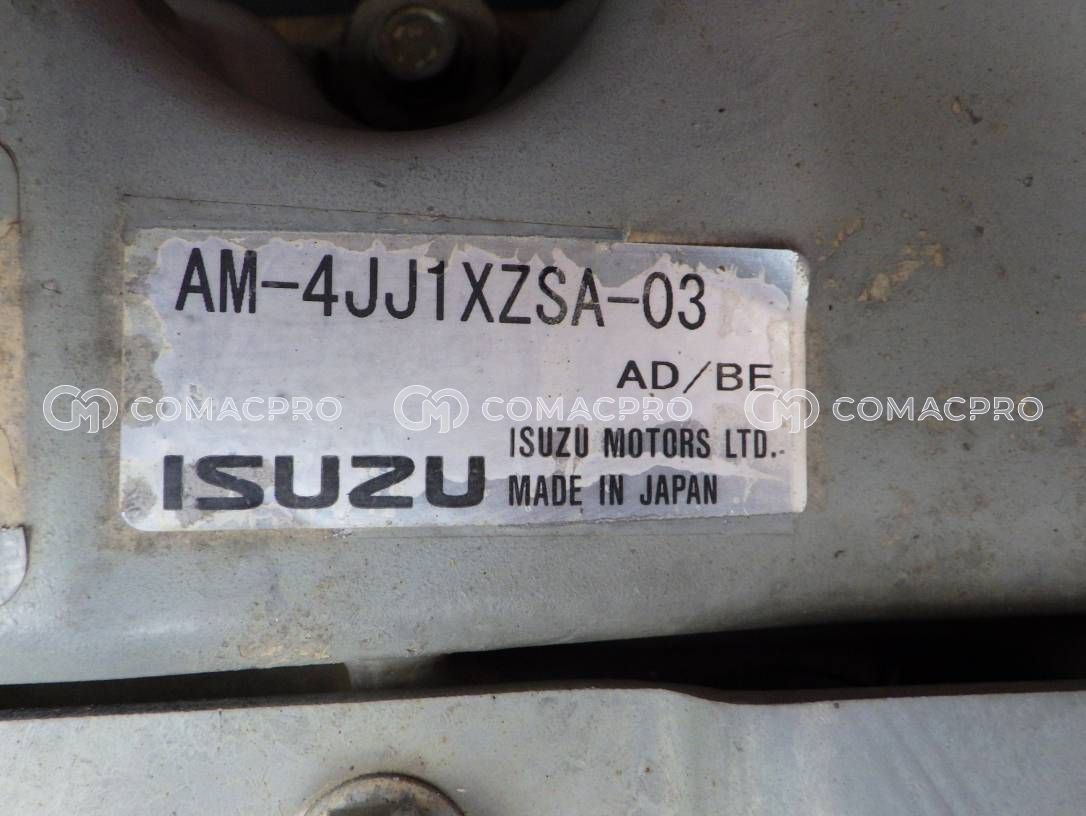 AM-4JJ1XZSA-03
AD/BE
COMACPRO COMACPRO COMACPRO
ISUZU MOTORS LTD.
ISUZU MADE IN JAPAN